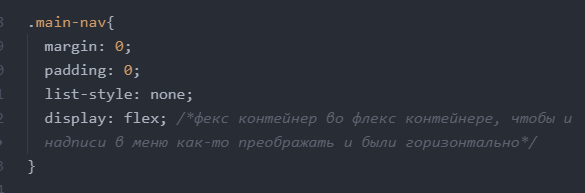 .main-nav{
margin: 0;
padding: 0;
list-style: none;
display: flex; /*фекс контейнер во флекс контейнере, чтобы и
надписи в меню как-то преображать и были горизонтально*/
}